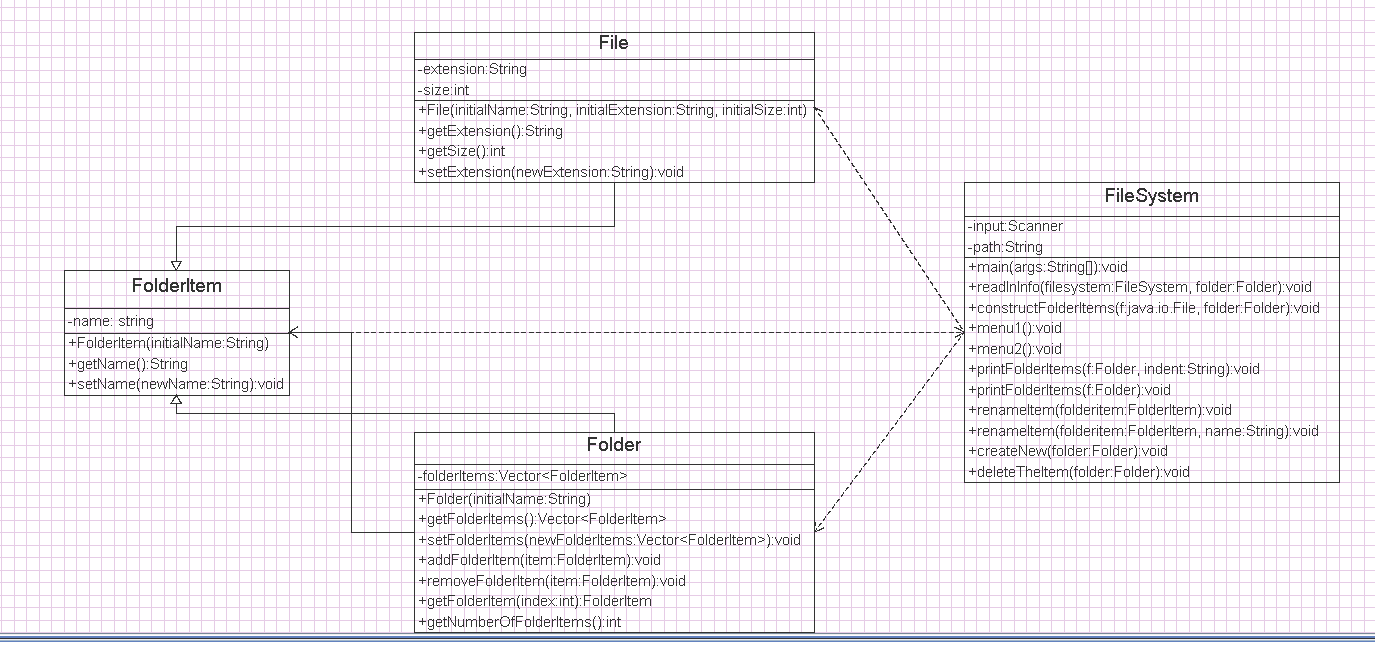 File
-extension:String
-size:int
+File(initialName:String, initialExtension:String, initialSize:int)
+getExtension():String
+getSize():int
+setExtension(newExtension:String):void
FileSystem
-input:Scanner
-path:String
+main(args:String[]):void
+readInInfo(filesystem:FileSystem, folder:Folder):void
+constructFolderItems(f:java.io.File, folder:Folder):void
+menu1():void
+menu2():void
+printFolderItems(f:Folder, indent:String):void
+printFolderItems(f:Folder):void
+renameItem(folderitem:FolderItem):void
+renameItem(folderitem:FolderItem, name:String):void
+createNew(folder:Folder):void
+deleteTheItem(folder:Folder):void
FolderItem
-name: string
+FolderItem(initialName:String)
+getName():String
+setName(newName:String):void
Folder
-folderItems:Vector<FolderItem>
+Folder(initialName:String)
+getFolderItems():Vector<FolderItem>
+setFolderItems(newFolderItems:Vector<FolderItem>):void
+addFolderItem(item:FolderItem):void
+removeFolderItem(item:FolderItem):void
+getFolderItem(index:int):FolderItem
+getNumberOfFolderItems():int